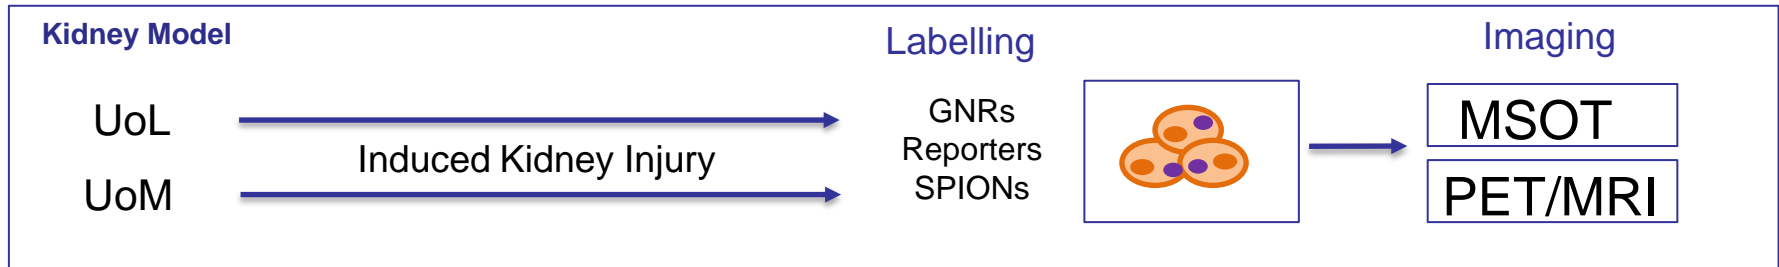 Kidney Model
Labelling
Imaging
UoL
UoM
Induced Kidney Injury
GNRs
Reporters
SPIONs
MSOT
PET/MRI